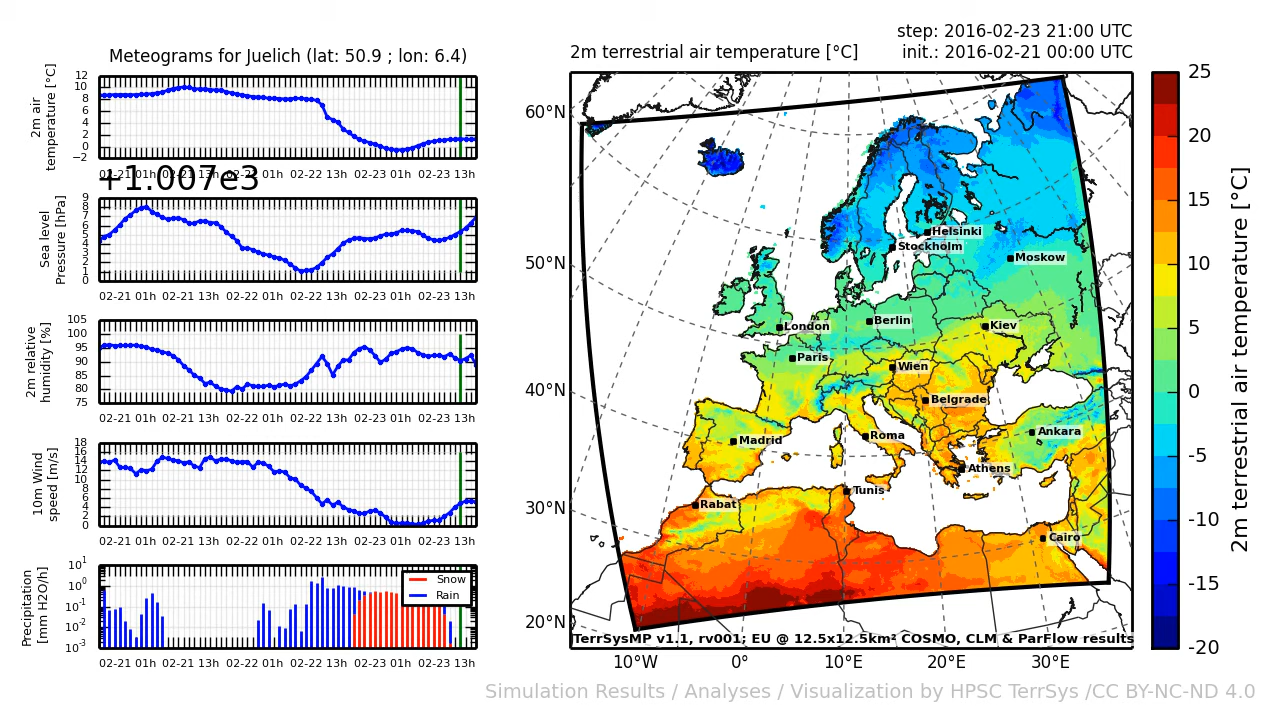 step: 2016-02-23 21:00 UTC
Meteograms for Juelich (lat: 50.9 ; lon: 6.4)
2m terrestrial air temperature [°C]
init.: 2016-02-21 00:00 UTC
2m air
temperature [°C]
12
10
8
6
4
2
0
−2
02-21 01h 02-21 13h 02-22 01h 02-22 13h 02-23 01h 02-23 13h
+1.007e3
Sea level
Pressure [hPa]
9
8
7
6
5
4
3
2
1
0
02-21 01h 02-21 13h 02-22 01h 02-22 13h 02-23 01h 02-23 13h
2m relative
humidity [%]
105
100
95
90
85
80
75
02-21 01h 02-21 13h 02-22 01h 02-22 13h 02-23 01h 02-23 13h
10m Wind
speed [m/s]
18
16
14
12
10
8
6
4
2
0
02-21 01h 02-21 13h 02-22 01h 02-22 13h 02-23 01h 02-23 13h
Precipitation
[mm H2O/h]
10¹
10⁰
10⁻¹
10⁻²
10⁻³
Snow
Rain
02-21 01h 02-21 13h 02-22 01h 02-22 13h 02-23 01h 02-23 13h
60°N
50°N
40°N
30°N
20°N
Helsinki
Stockholm
Moskow
London
Berlin
Kiev
Paris
Wien
Belgrade
Madrid
Roma
Ankara
Athens
Tunis
Rabat
Cairo
TerrSysMP v1.1, rv001; EU @ 12.5x12.5km² COSMO, CLM & ParFlow results
10°W 0° 10°E 20°E 30°E
25
20
15
10
5
0
-5
-10
-15
-20
2m terrestrial air temperature [°C]
Simulation Results / Analyses / Visualization by HPSC TerrSys /CC BY-NC-ND 4.0